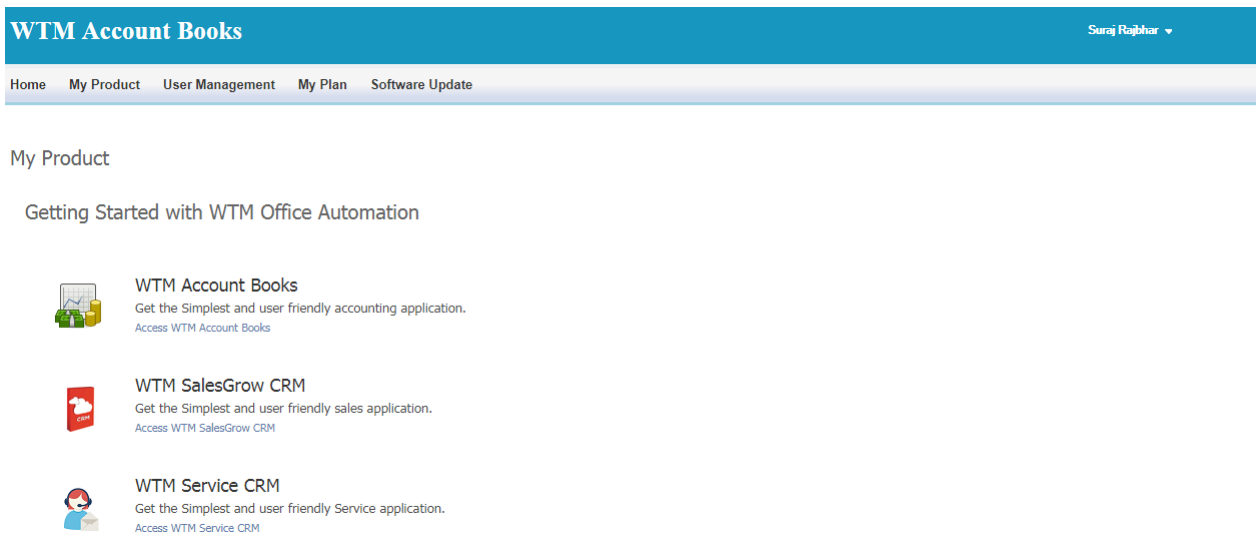 WTM Account Books
Suraj Rajbhar
Home My Product User Management My Plan Software Update
My Product
Getting Started with WTM Office Automation
WTM Account Books
Get the Simplest and user friendly accounting application.
Access WTM Account Books
CRM
WTM SalesGrow CRM
Get the Simplest and user friendly sales application.
Access WTM SalesGrow CRM
WTM Service CRM
Get the Simplest and user friendly Service application.
Access WTM Service CRM